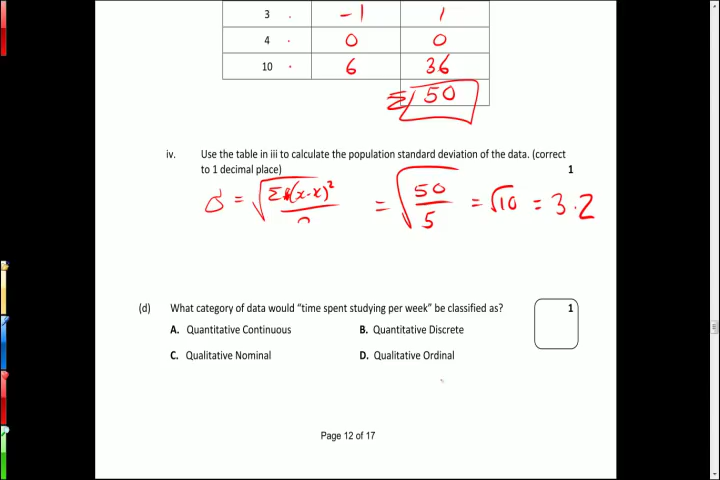 3 -1 1
4 0 0
10 6 36
Σ 50
iv. Use the table in iii to calculate the population standard deviation of the data. (correct
to 1 decimal place) 1
σ = √Σ(x-x)²/n = √50/5 = √10 = 3.2
(d) What category of data would “time spent studying per week” be classified as? 1
A. Quantitative Continuous B. Quantitative Discrete
C. Qualitative Nominal D. Qualitative Ordinal
Page 12 of 17